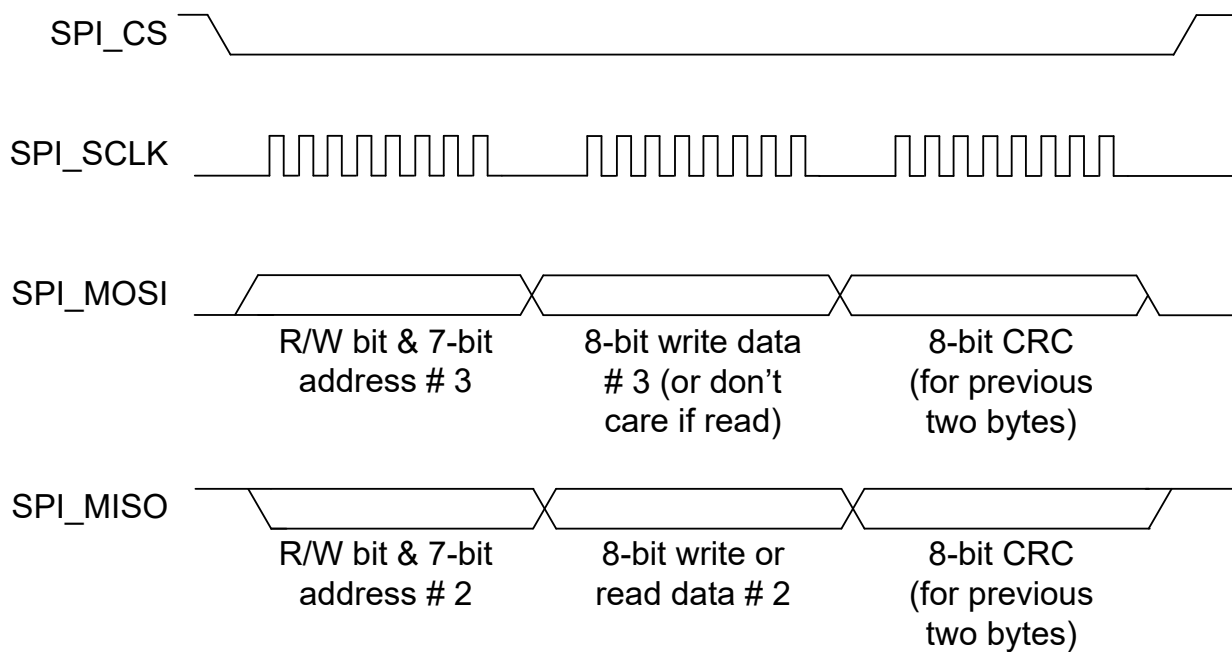 SPI_CS
SPI_SCLK
SPI_MOSI
R/W bit & 7-bit
address # 3
8-bit write data
# 3 (or don’t
care if read)
8-bit CRC
(for previous
two bytes)
SPI_MISO
R/W bit & 7-bit
address # 2
8-bit write or
read data # 2
8-bit CRC
(for previous
two bytes)